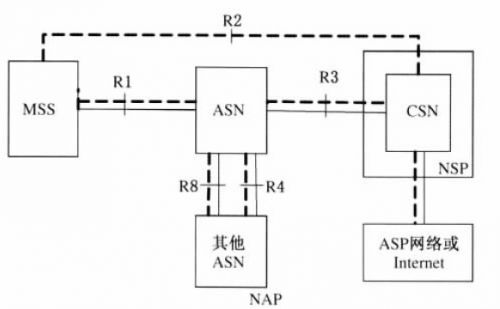 R2
MSS
R1
ASN
R3
CSN
NSP
R8
R4
其他
ASN
NAP
ASP网络或
Internet